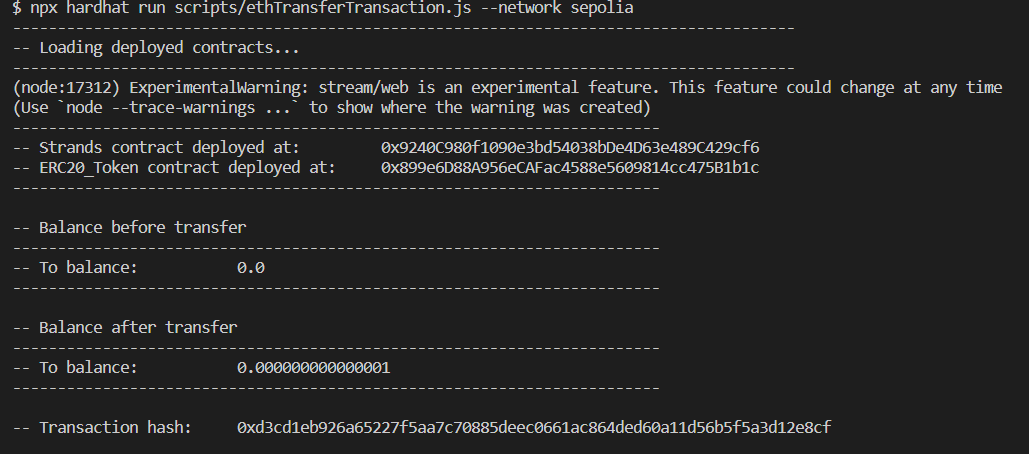 $ npx hardhat run scripts/ethTransferTransaction.js --network sepolia
---------------------------------------------------------------------------------------
-- Loading deployed contracts...
---------------------------------------------------------------------------------------
(node:17312) ExperimentalWarning: stream/web is an experimental feature. This feature could change at any time
(Use `node --trace-warnings ...` to show where the warning was created)
------------------------------------------------------------------------
-- Strands contract deployed at:         0x9240C980f1090e3bd54038bDe4D63e489C429cf6
-- ERC20_Token contract deployed at:     0x899e6D88A956eCAFac4588e5609814cc475B1b1c
------------------------------------------------------------------------
-- Balance before transfer
------------------------------------------------------------------------
-- To balance:           0.0
------------------------------------------------------------------------
-- Balance after transfer
------------------------------------------------------------------------
-- To balance:           0.000000000000001
------------------------------------------------------------------------
-- Transaction hash:     0xd3cd1eb926a65227f5aa7c70885deec0661ac864ded60a11d56b5f5a3d12e8cf